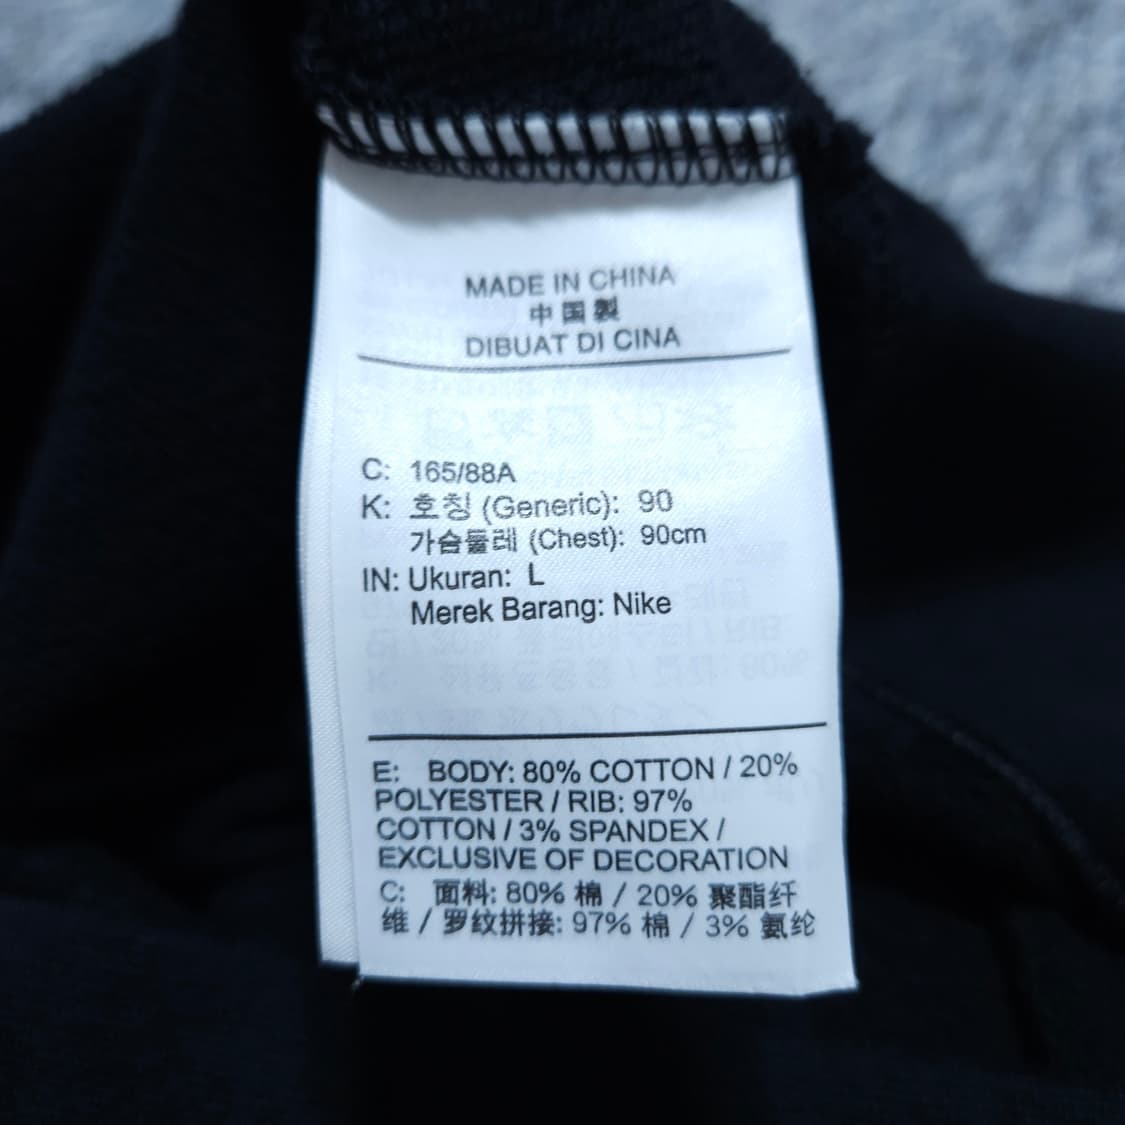 MADE IN CHINA
中国製
DIBUAT DI CINA
C: 165/88A
K: 호칭 (Generic): 90
가슴둘레 (Chest): 90cm
IN: Ukuran: L
Merek Barang: Nike
E: BODY: 80% COTTON / 20%
POLYESTER / RIB: 97%
COTTON / 3% SPANDEX /
EXCLUSIVE OF DECORATION
C: 面料: 80% 棉 / 20% 聚酯纤
维 / 罗纹拼接: 97% 棉 / 3% 氨纶